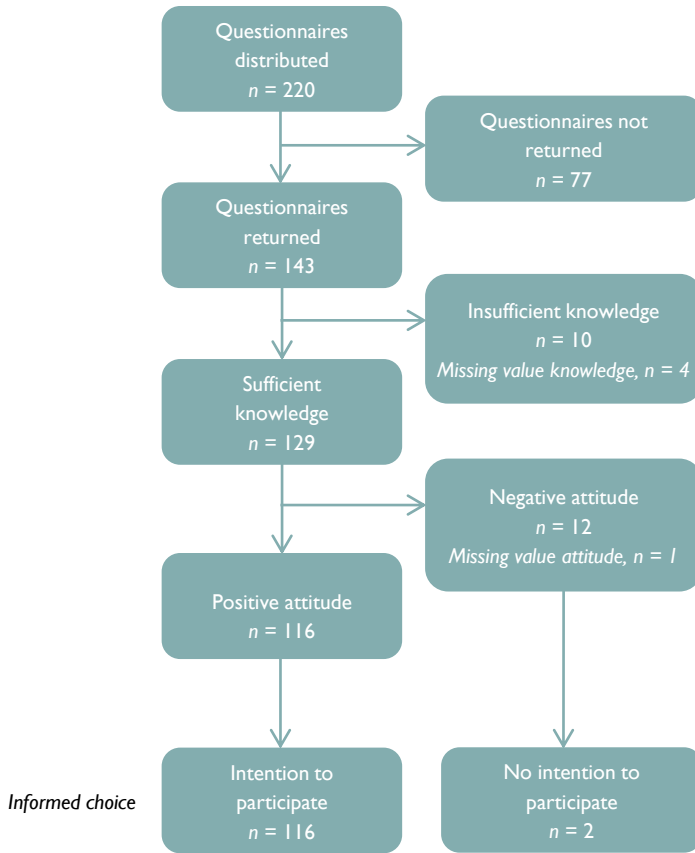 Questionnaires
distributed
n = 220
Questionnaires not
returned
n = 77
Questionnaires
returned
n = 143
Insufficient knowledge
n = 10
Missing value knowledge, n = 4
Sufficient
knowledge
n = 129
Negative attitude
n = 12
Missing value attitude, n = 1
Positive attitude
n = 116
Informed choice
Intention to
participate
n = 116
No intention to
participate
n = 2